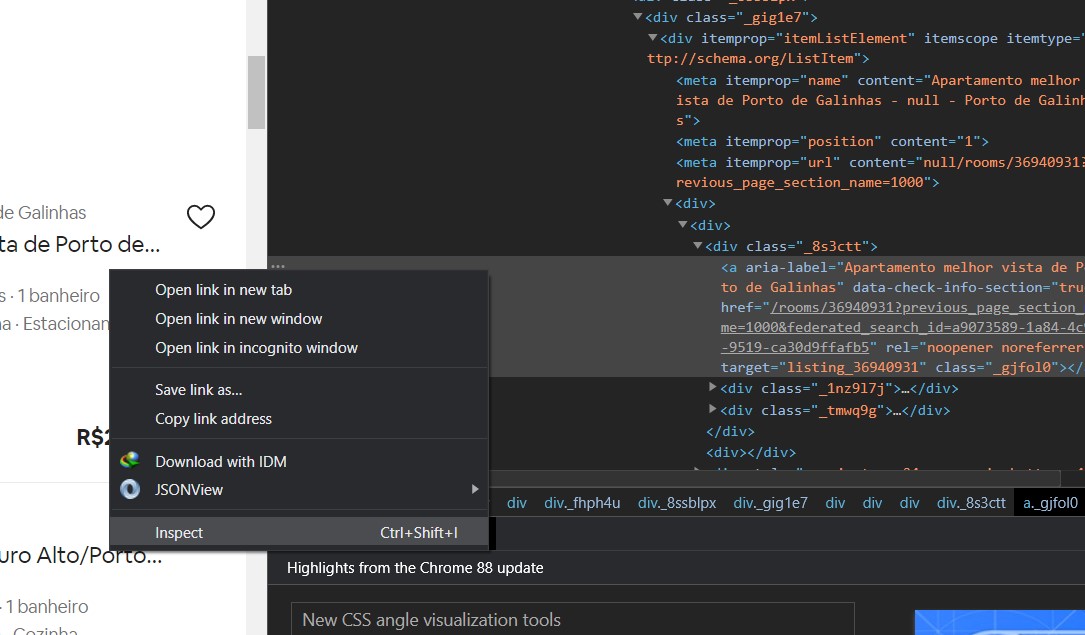 de Galinhas
ta de Porto de...
s · 1 banheiro
na · Estacionan
R$2
uro Alto/Porto...
· 1 banheiro
Cozinha
Open link in new tab
Open link in new window
Open link in incognito window
Save link as...
Copy link address
Download with IDM
JSONView
Inspect Ctrl+Shift+I
<div class="_gig1e7">
<div itemprop="itemListElement" itemscope itemtype="
ttp://schema.org/ListItem">
<meta itemprop="name" content="Apartamento melhor
ista de Porto de Galinhas - null - Porto de Galinh
s">
<meta itemprop="position" content="1">
<meta itemprop="url" content="null/rooms/36940931?
revious_page_section_name=1000">
<div>
<div>
<div class="_8s3ctt">
...
<a aria-label="Apartamento melhor vista de P
to de Galinhas" data-check-info-section="tru
href="/rooms/36940931?previous_page_section_
me=1000&federated_search_id=a9073589-1a84-4c
-9519-ca30d9ffafb5" rel="noopener noreferrer
target="listing_36940931" class="_gjfol0"></
<div class="_1nz9l7j">…</div>
<div class="_tmwq9g">…</div>
</div>
<div></div>
div div._fhph4u div._8ssblpx div._gig1e7 div div div div._8s3ctt a._gjfol0
Highlights from the Chrome 88 update
New CSS angle visualization tools